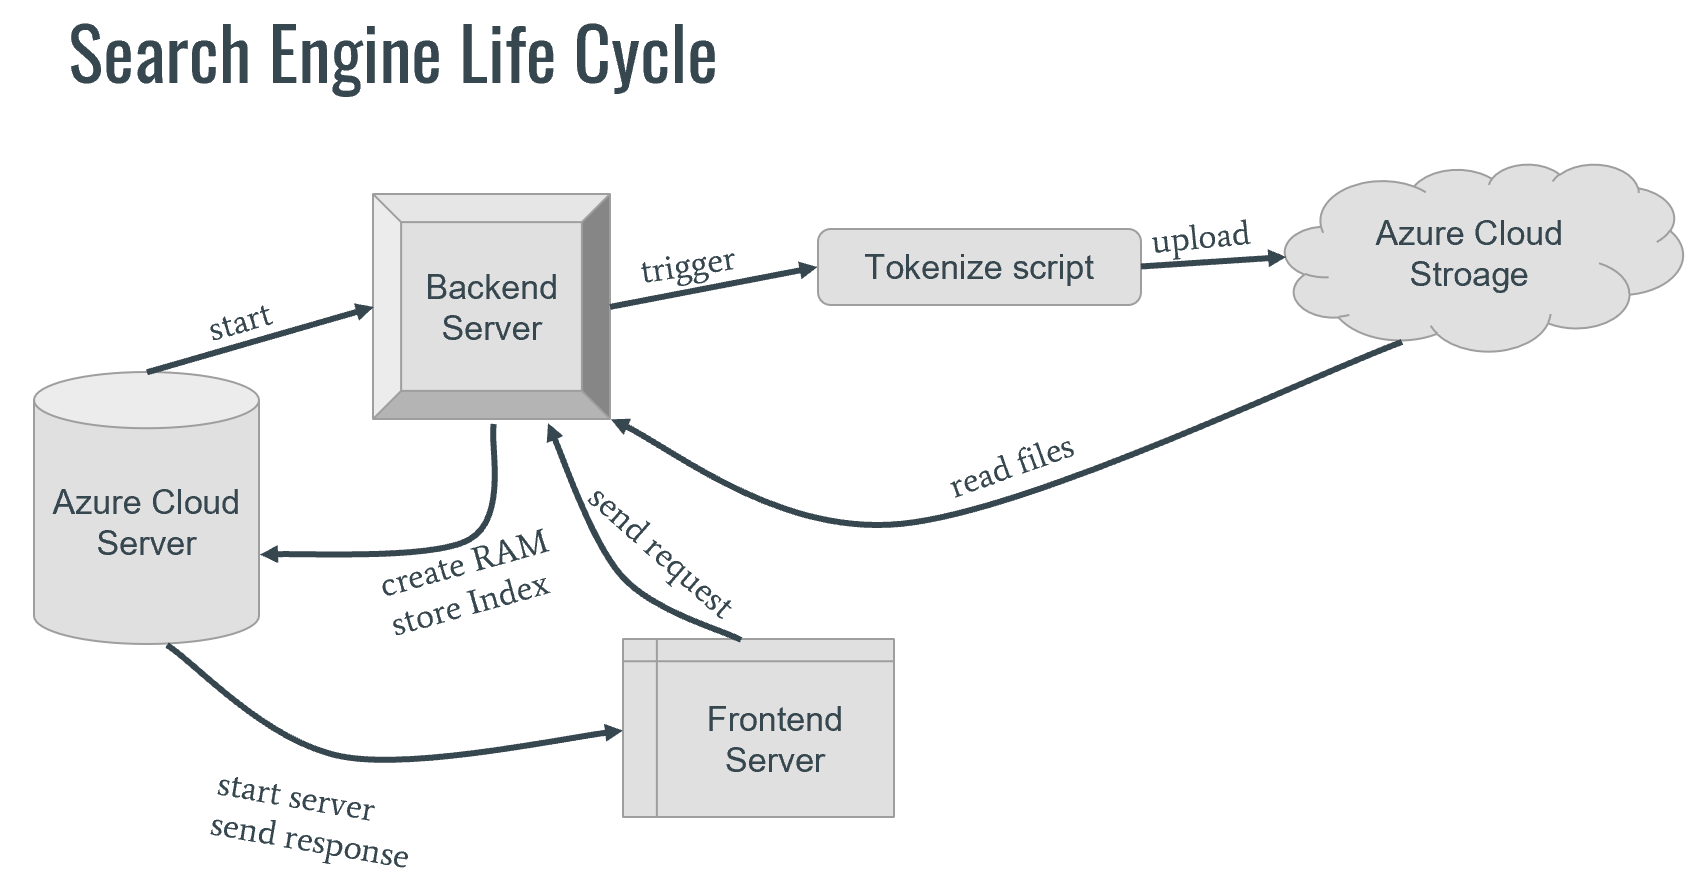 Search Engine Life Cycle
start
Backend
Server
trigger
Tokenize script
upload
Azure Cloud
Stroage
Azure Cloud
Server
create RAM
store Index
send request
read files
Frontend
Server
start server
send response